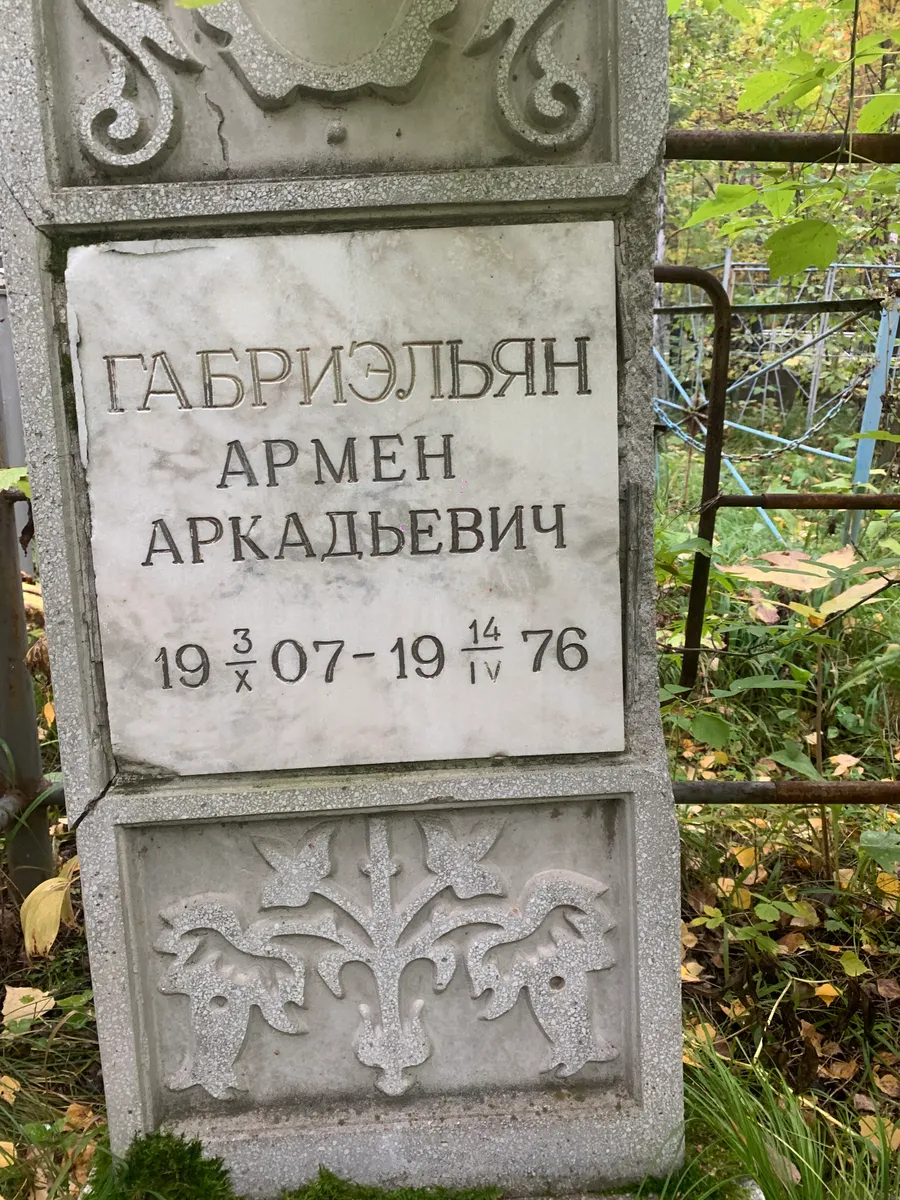 ГАБРИЭЛЬЯН
АРМЕН
АРКАДЬЕВИЧ
19 3/X 07-19 14/IV 76